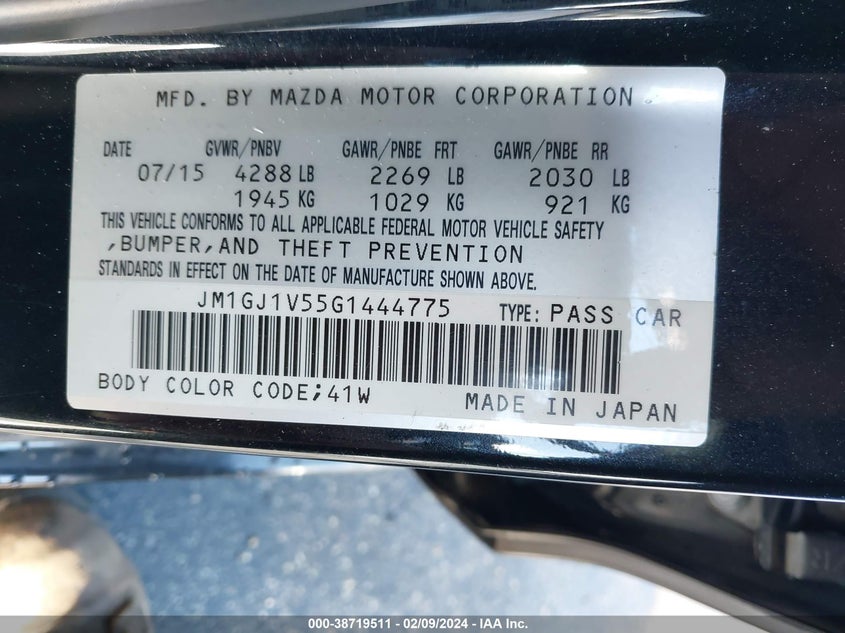 MFD. BY MAZDA MOTOR CORPORATION
DATE GVWR/PNBV GAWR/PNBE FRT GAWR/PNBE RR
07/15 4288 LB 2269 LB 2030 LB
1945 KG 1029 KG 921 KG
THIS VEHICLE CONFORMS TO ALL APPLICABLE FEDERAL MOTOR VEHICLE SAFETY
,BUMPER,AND THEFT PREVENTION
STANDARDS IN EFFECT ON THE DATE OF MANUFACTURE SHOWN ABOVE.
JM1GJ1V55G1444775 TYPE: PASS CAR
BODY COLOR CODE;41W MADE IN JAPAN
000-38719511 - 02/09/2024 - IAA Inc.